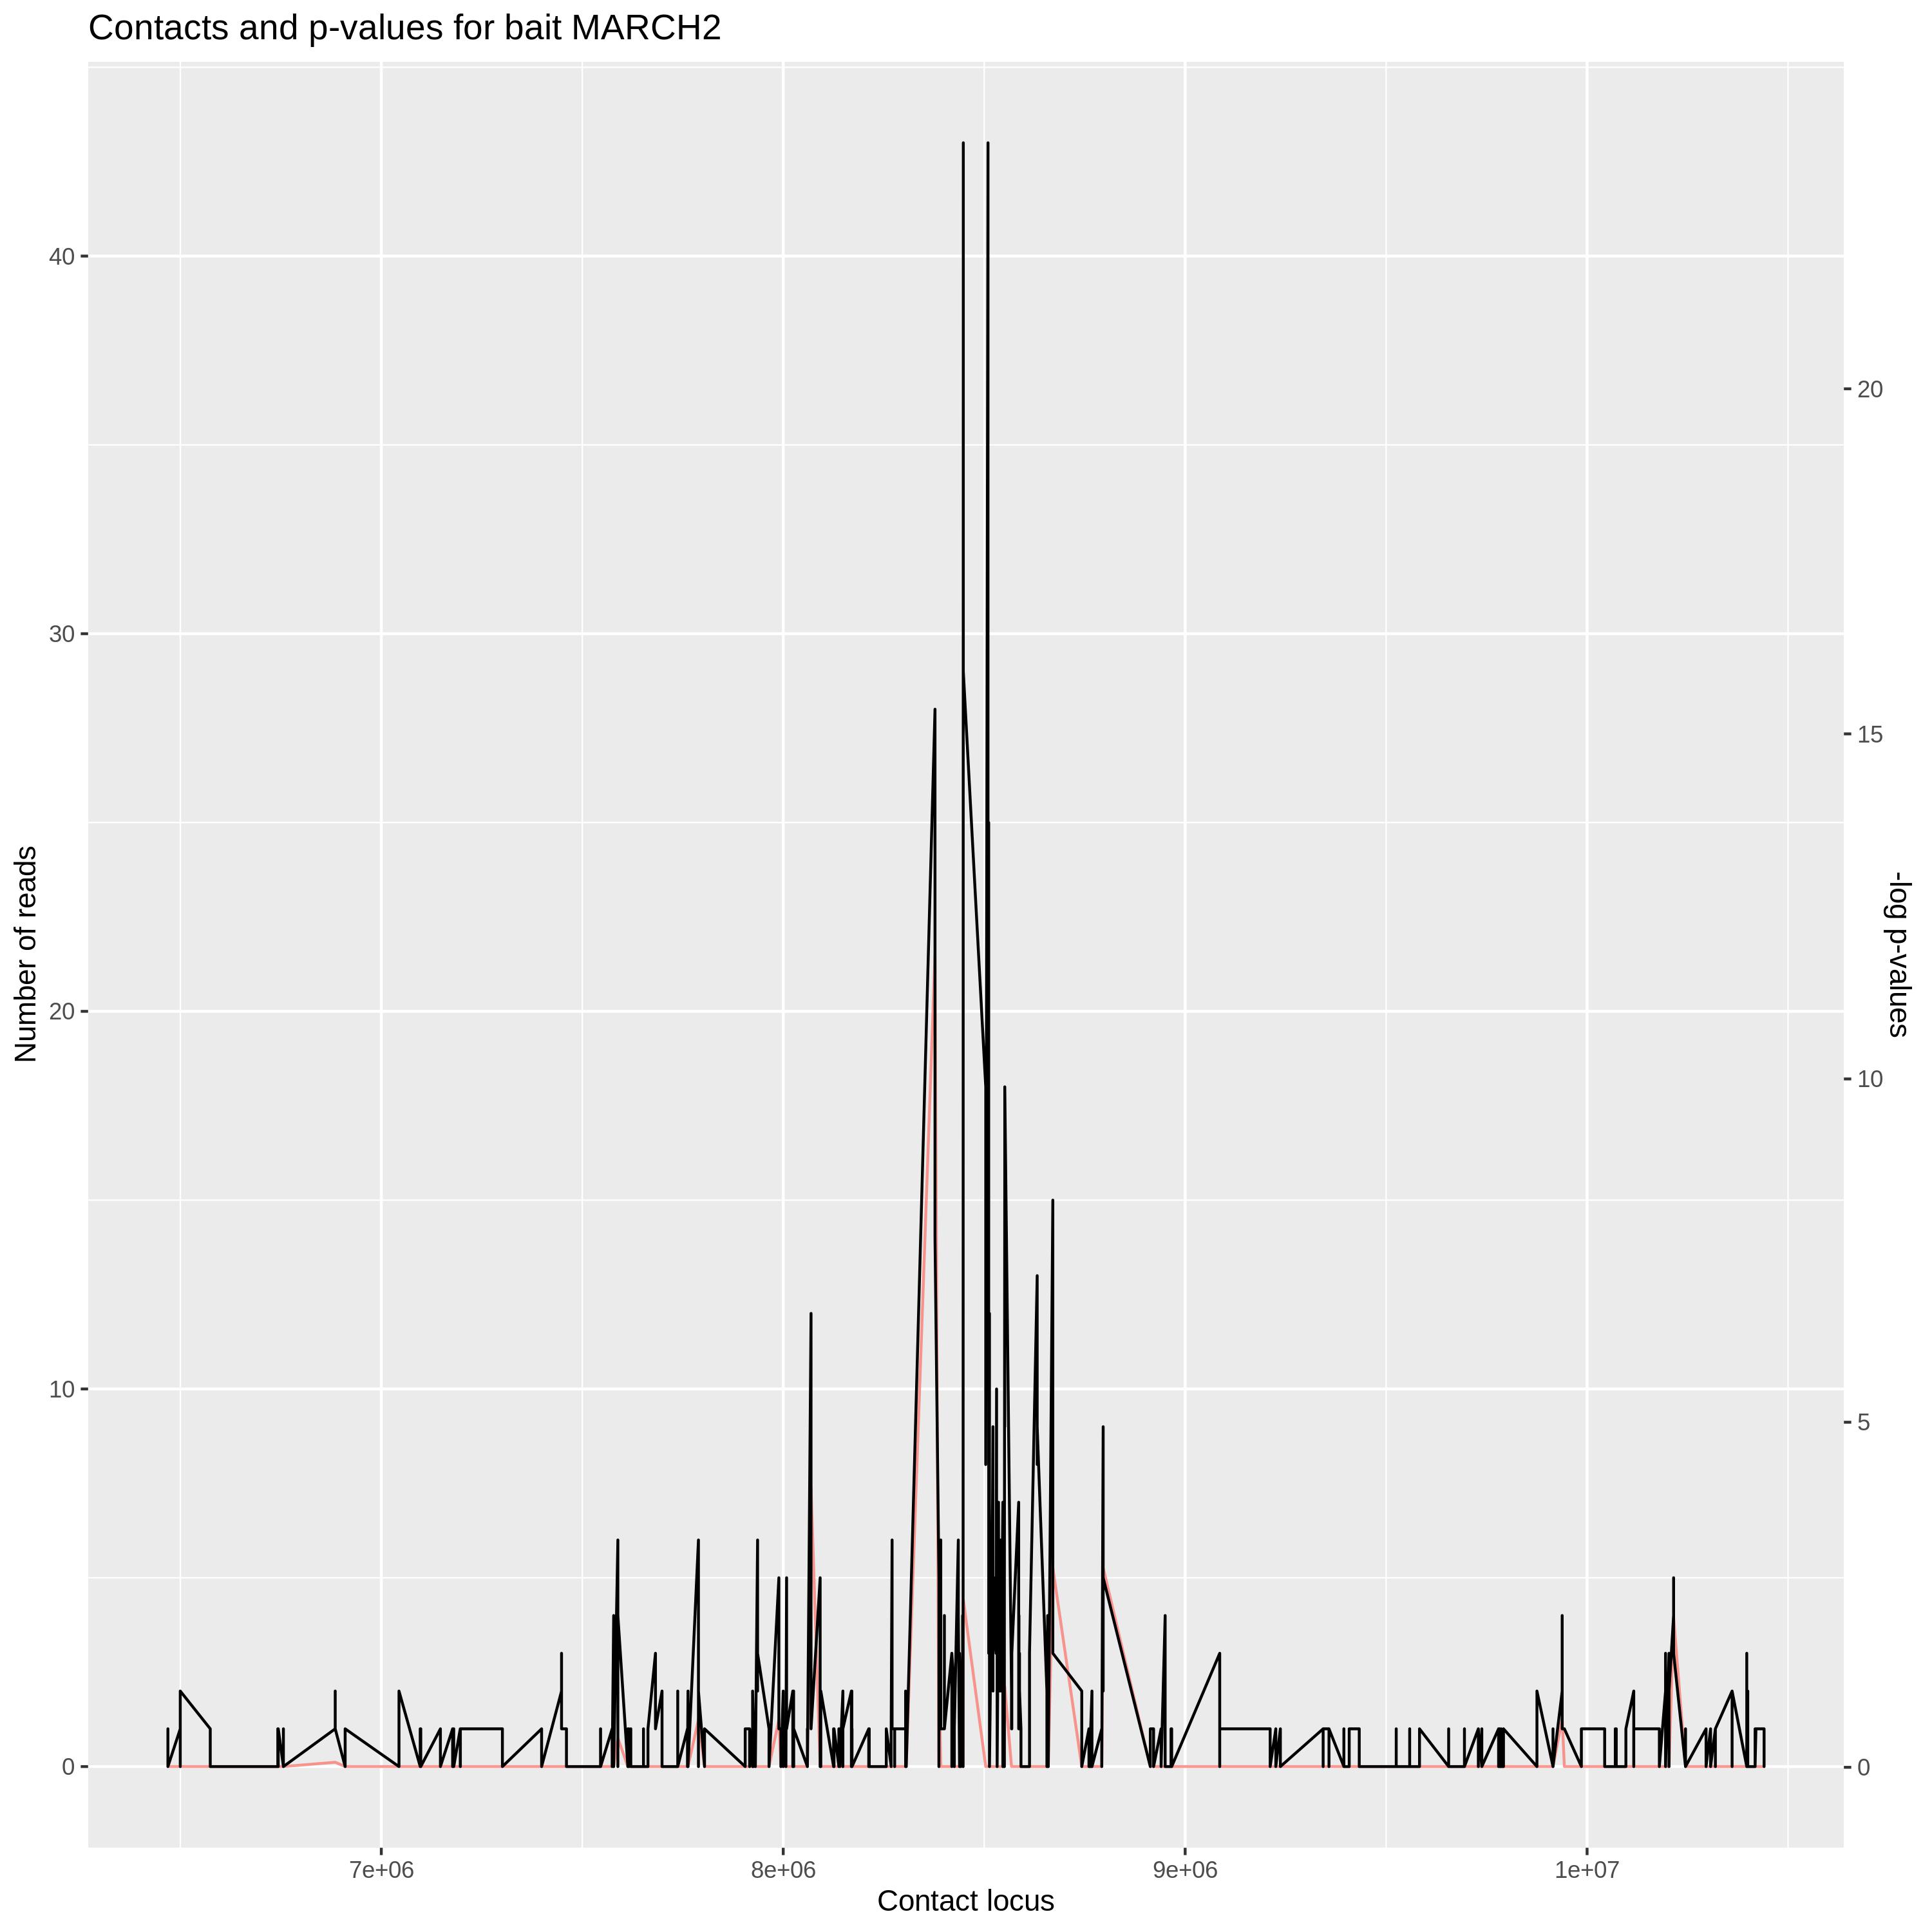 Contacts and p-values for bait MARCH2
40
30
20
10
0
Number of reads
20
15
10
5
0
-log p-values
7e+06
8e+06
9e+06
1e+07
Contact locus